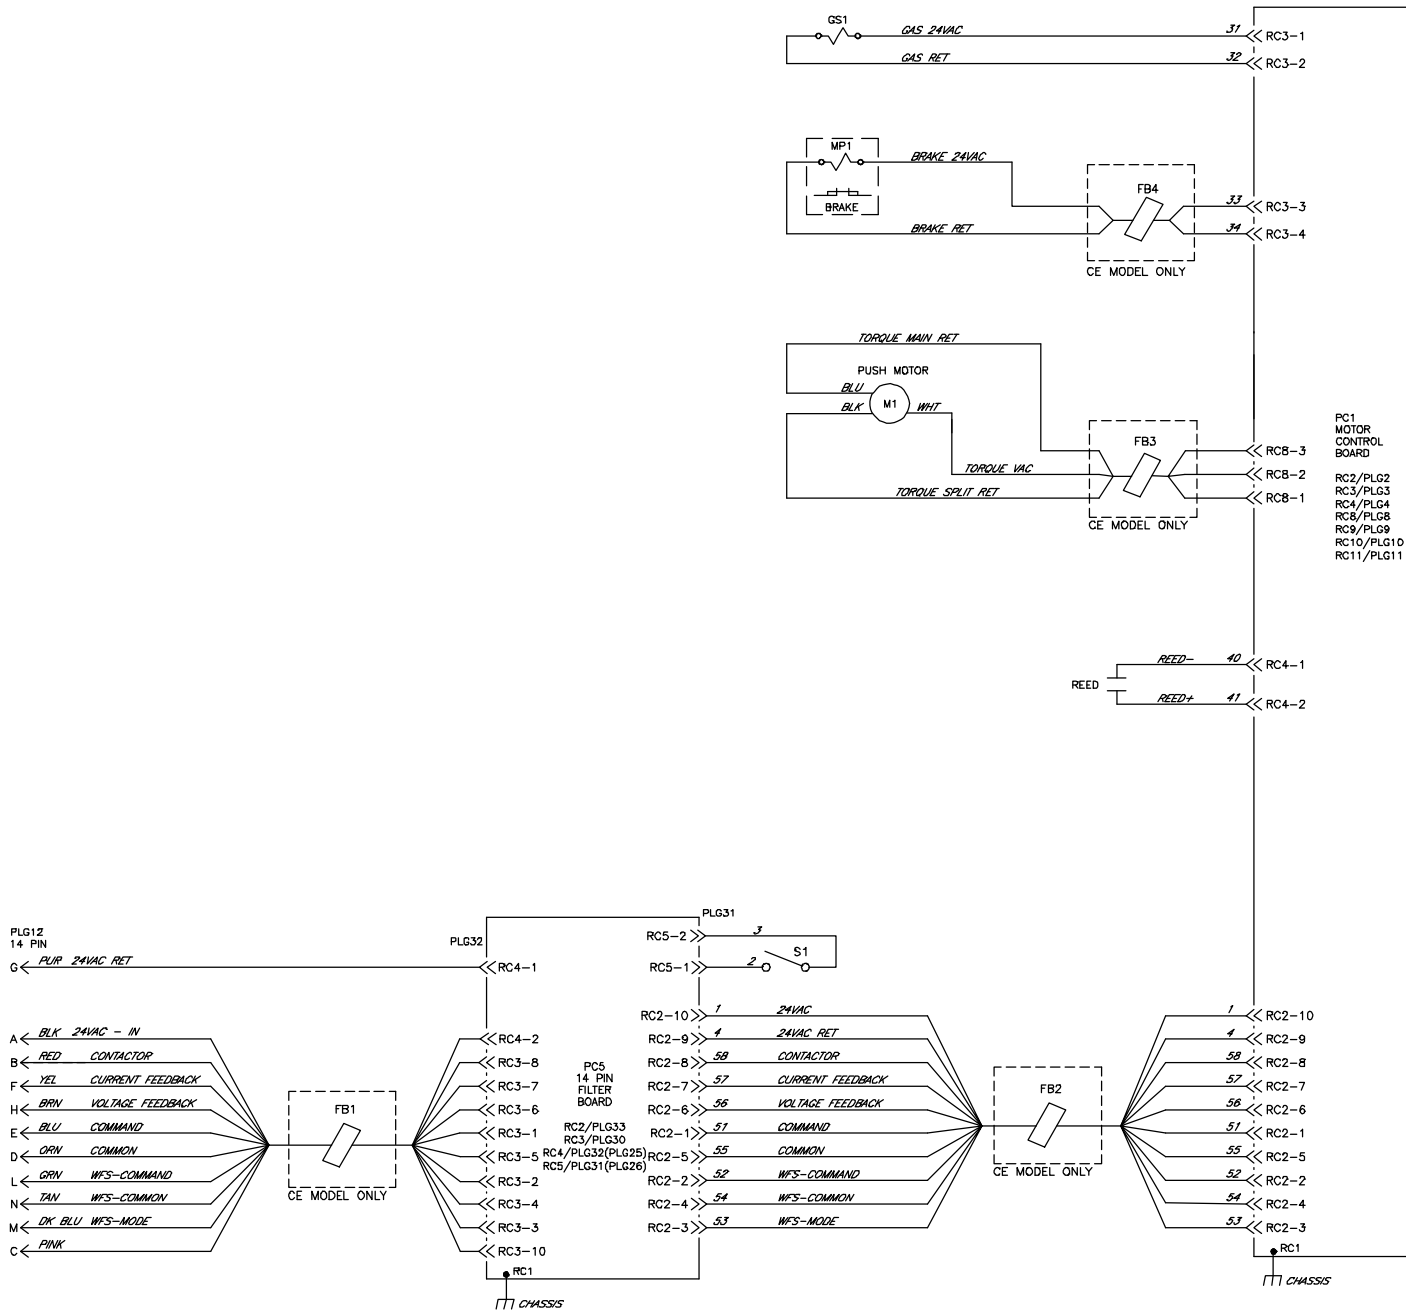 GS1
GAS 24VAC 31 RC3-1
GAS RET 32 RC3-2
MP1
BRAKE 24VAC
BRAKE
BRAKE RET
FB4
33 RC3-3
34 RC3-4
CE MODEL ONLY
TORQUE MAIN RET
PUSH MOTOR
BLU
BLK M1 WHT
TORQUE VAC
TORQUE SPLIT RET
FB3
RC8-3
RC8-2
RC8-1
CE MODEL ONLY
PC1
MOTOR
CONTROL
BOARD
RC2/PLG2
RC3/PLG3
RC4/PLG4
RC8/PLG8
RC9/PLG9
RC10/PLG10
RC11/PLG11
REED- 40 RC4-1
REED
REED+ 41 RC4-2
PLG12
14 PIN
G PUR 24VAC RET
A BLK 24VAC - IN
B RED CONTACTOR
F YEL CURRENT FEEDBACK
H BRN VOLTAGE FEEDBACK
E BLU COMMAND
D ORN COMMON
L GRN WFS-COMMAND
N TAN WFS-COMMON
M DK BLU WFS-MODE
C PINK
FB1
CE MODEL ONLY
PLG32
RC4-1
RC4-2
RC3-8
RC3-7
RC3-6
RC3-1
RC3-5
RC3-2
RC3-4
RC3-3
RC3-10
RC1
CHASSIS
PC5
14 PIN
FILTER
BOARD
RC2/PLG33
RC3/PLG30
RC4/PLG32(PLG25)
RC5/PLG31(PLG26)
PLG31
RC5-2 3
RC5-1 2 S1
RC2-10 1 24VAC
RC2-9 4 24VAC RET
RC2-8 58 CONTACTOR
RC2-7 57 CURRENT FEEDBACK
RC2-6 56 VOLTAGE FEEDBACK
RC2-1 51 COMMAND
RC2-5 55 COMMON
RC2-2 52 WFS-COMMAND
RC2-4 54 WFS-COMMON
RC2-3 53 WFS-MODE
FB2
CE MODEL ONLY
1 RC2-10
4 RC2-9
58 RC2-8
57 RC2-7
56 RC2-6
51 RC2-1
55 RC2-5
52 RC2-2
54 RC2-4
53 RC2-3
RC1
CHASSIS